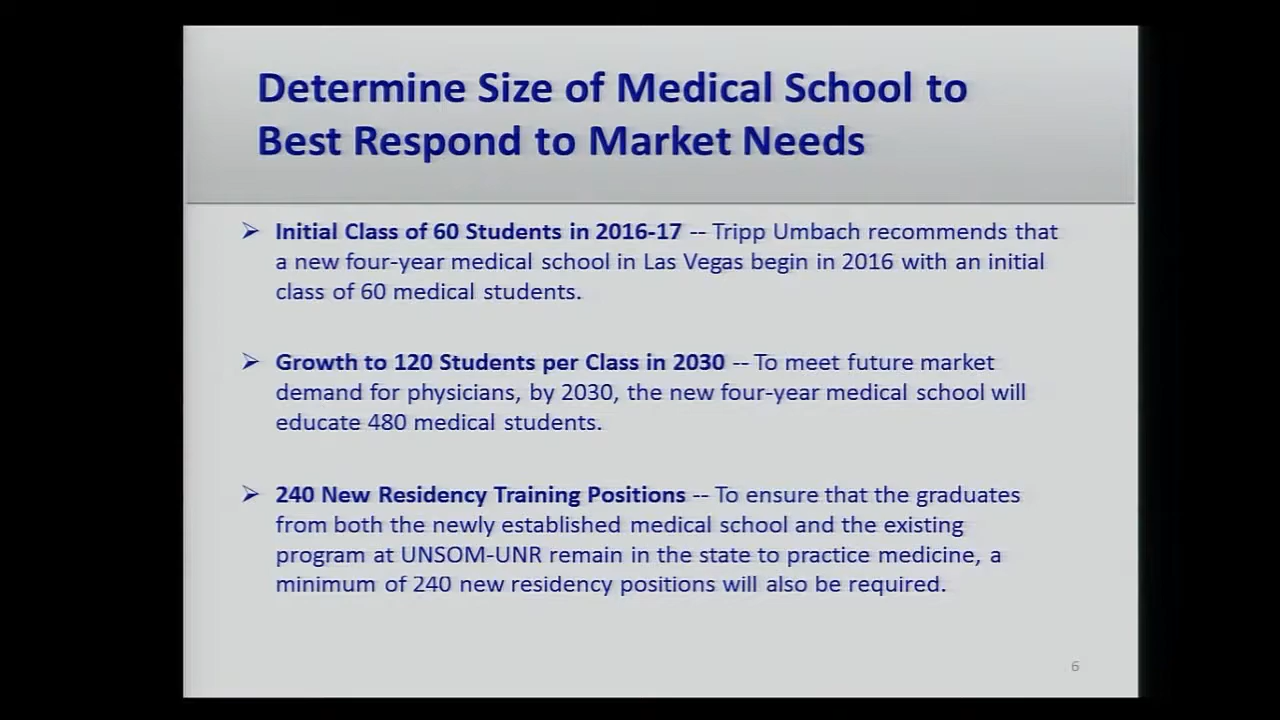 Determine Size of Medical School to
Best Respond to Market Needs
➢ Initial Class of 60 Students in 2016-17 -- Tripp Umbach recommends that
a new four-year medical school in Las Vegas begin in 2016 with an initial
class of 60 medical students.
➢ Growth to 120 Students per Class in 2030 -- To meet future market
demand for physicians, by 2030, the new four-year medical school will
educate 480 medical students.
➢ 240 New Residency Training Positions -- To ensure that the graduates
from both the newly established medical school and the existing
program at UNSOM-UNR remain in the state to practice medicine, a
minimum of 240 new residency positions will also be required.
6